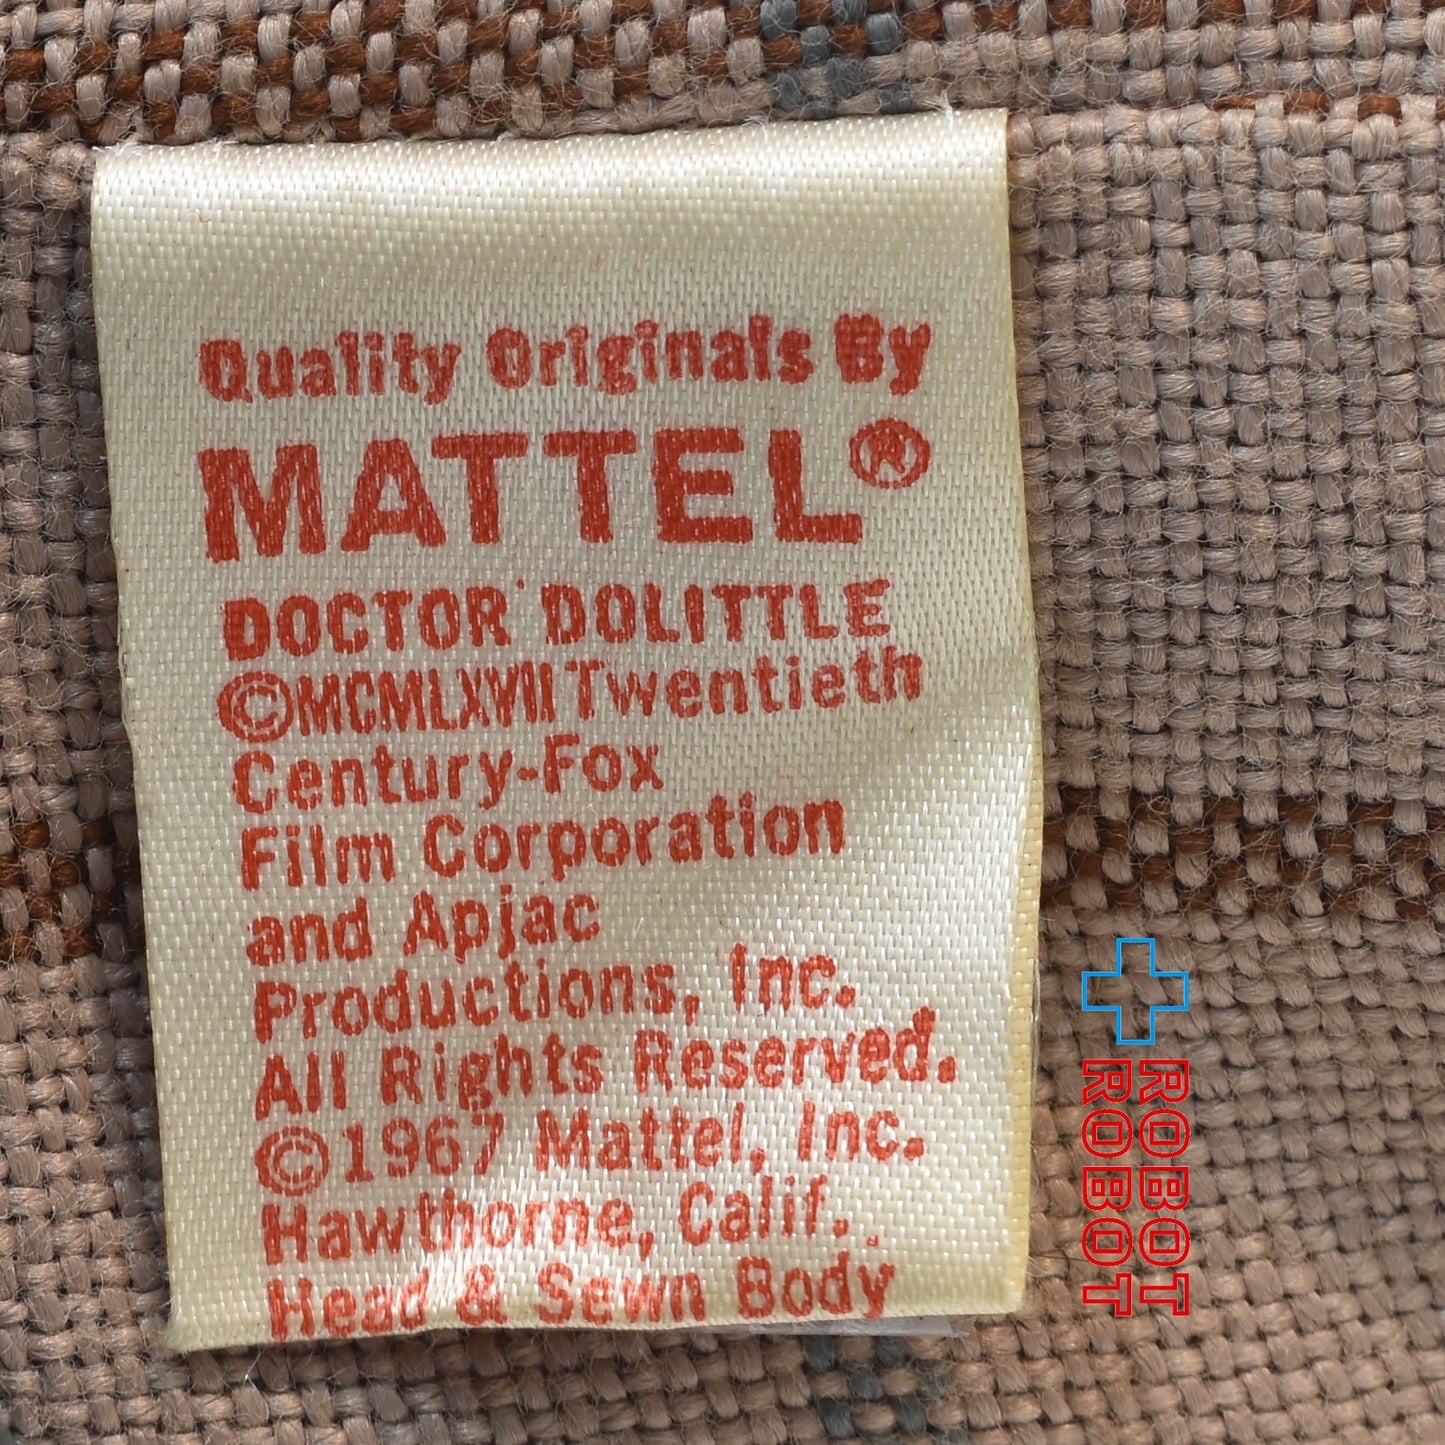 Quality Originals By
MATTEL®
DOCTOR DOLITTLE
©MCMLXVII Twentieth
Century-Fox
Film Corporation
and Apjac
Productions, Inc.
All Rights Reserved.
©1967 Mattel, Inc.
Hawthorne, Calif.
Head & Sewn Body
ROBOT
ROBOT